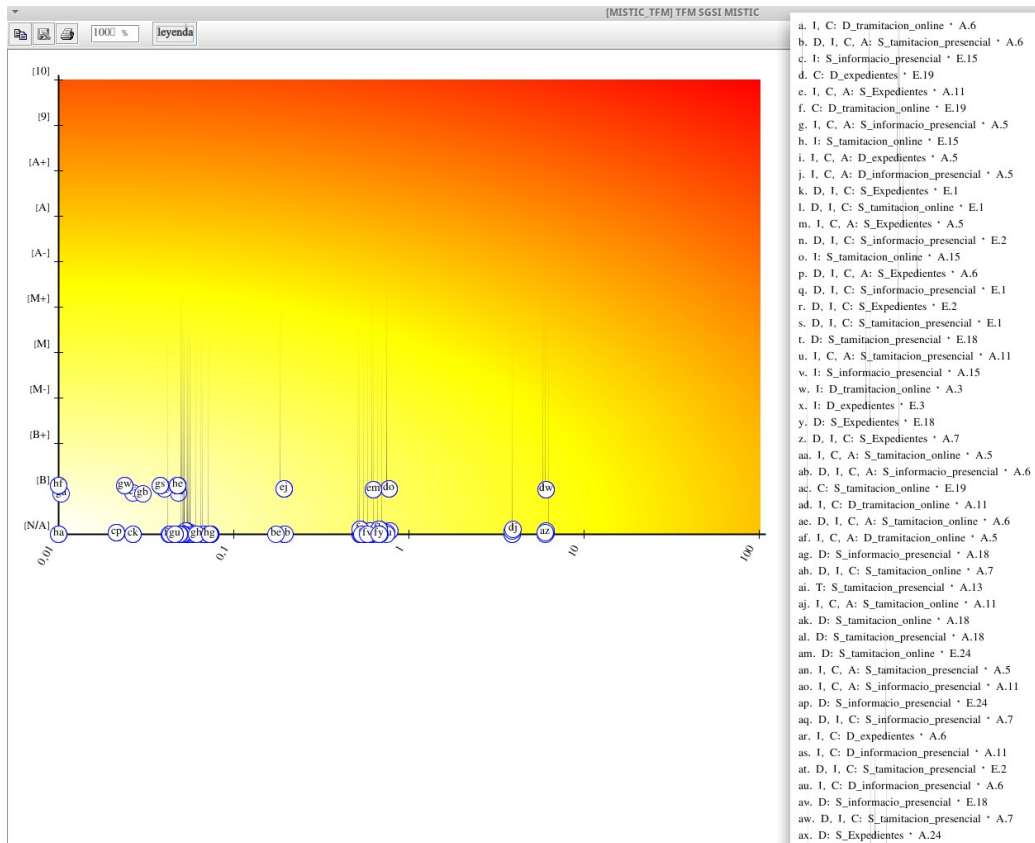 [MISTIC_TFM] TFM SGSI MISTIC
%
leyenda
[10]
[9]
[A+]
[A]
[A-]
[M+]
[M]
[M-]
[B+]
[B]
[N/A]
hf
gw
gb
gs
he
ej
em
do
dw
ha
cp
ck
gu
be
dj
az
0,01
0,1
1
10
100
a. I, C: D_tramitacion_online * A.6
b. D, I, C, A: S_tamitacion_presencial * A.6
c. I: S_informacio_presencial * E.15
d. C: D_expedientes * E.19
e. I, C, A: S_Expedientes * A.11
f. C: D_tramitacion_online * E.19
g. I, C, A: S_informacio_presencial * A.5
h. I: S_tamitacion_online * E.15
i. I, C, A: D_expedientes * A.5
j. I, C, A: D_informacion_presencial * A.5
k. D, I, C: S_Expedientes * E.1
l. D, I, C: S_tamitacion_online * E.1
m. I, C, A: S_Expedientes * A.5
n. D, I, C: S_informacio_presencial * E.2
o. I: S_tamitacion_online * A.15
p. D, I, C, A: S_Expedientes * A.6
q. D, I, C: S_informacio_presencial * E.1
r. D, I, C: S_Expedientes * E.2
s. D, I, C: S_tamitacion_presencial * E.1
t. D: S_tamitacion_presencial * E.18
u. I, C, A: S_tamitacion_presencial * A.11
v. I: S_informacio_presencial * A.15
w. I: D_tramitacion_online * A.3
x. I: D_expedientes * E.3
y. D: S_Expedientes * E.18
z. D, I, C: S_Expedientes * A.7
aa. I, C, A: S_tamitacion_online * A.5
ab. D, I, C, A: S_informacio_presencial * A.6
ac. C: S_tamitacion_online * E.19
ad. I, C: D_tramitacion_online * A.11
ae. D, I, C, A: S_tamitacion_online * A.6
af. I, C, A: D_tramitacion_online * A.5
ag. D: S_informacio_presencial * A.18
ah. D, I, C: S_tamitacion_online * A.7
ai. T: S_tamitacion_presencial * A.13
aj. I, C, A: S_tamitacion_online * A.11
ak. D: S_tamitacion_online * A.18
al. D: S_tamitacion_presencial * A.18
am. D: S_tamitacion_online * E.24
an. I, C, A: S_tamitacion_presencial * A.5
ao. I, C, A: S_informacio_presencial * A.11
ap. D: S_informacio_presencial * E.24
aq. D, I, C: S_informacio_presencial * A.7
ar. I, C: D_expedientes * A.6
as. I, C: D_informacion_presencial * A.11
at. D, I, C: S_tamitacion_presencial * E.2
au. I, C: D_informacion_presencial * A.6
av. D: S_informacio_presencial * E.18
aw. D, I, C: S_tamitacion_presencial * A.7
ax. D: S_Expedientes * A.24